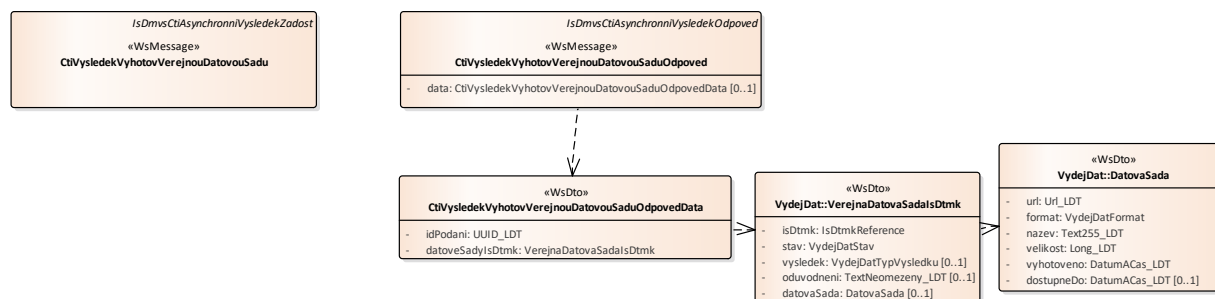 IsDmvsCtiAsynchronniVysledekZadost
«WsMessage»
CtiVysledekVyhotovVerejnouDatovouSadu
IsDmvsCtiAsynchronniVysledekOdpoved
«WsMessage»
CtiVysledekVyhotovVerejnouDatovouSaduOdpoved
- data: CtiVysledekVyhotovVerejnouDatovouSaduOdpovedData [0..1]
«WsDto»
CtiVysledekVyhotovVerejnouDatovouSaduOdpovedData
- idPodani: UUID_LDT
- datoveSadyIsDtmk: VerejnaDatovaSadaIsDtmk
«WsDto»
VydejDat::VerejnaDatovaSadaIsDtmk
- isDtmk: IsDtmkReference
- stav: VydejDatStav
- vysledek: VydejDatTypVysledku [0..1]
- oduvodneni: TextNeomezeny_LDT [0..1]
- datovaSada: DatovaSada [0..1]
«WsDto»
VydejDat::DatovaSada
- url: Url_LDT
- format: VydejDatFormat
- nazev: Text255_LDT
- velikost: Long_LDT
- vyhotoveno: DatumACas_LDT
- dostupneDo: DatumACas_LDT [0..1]